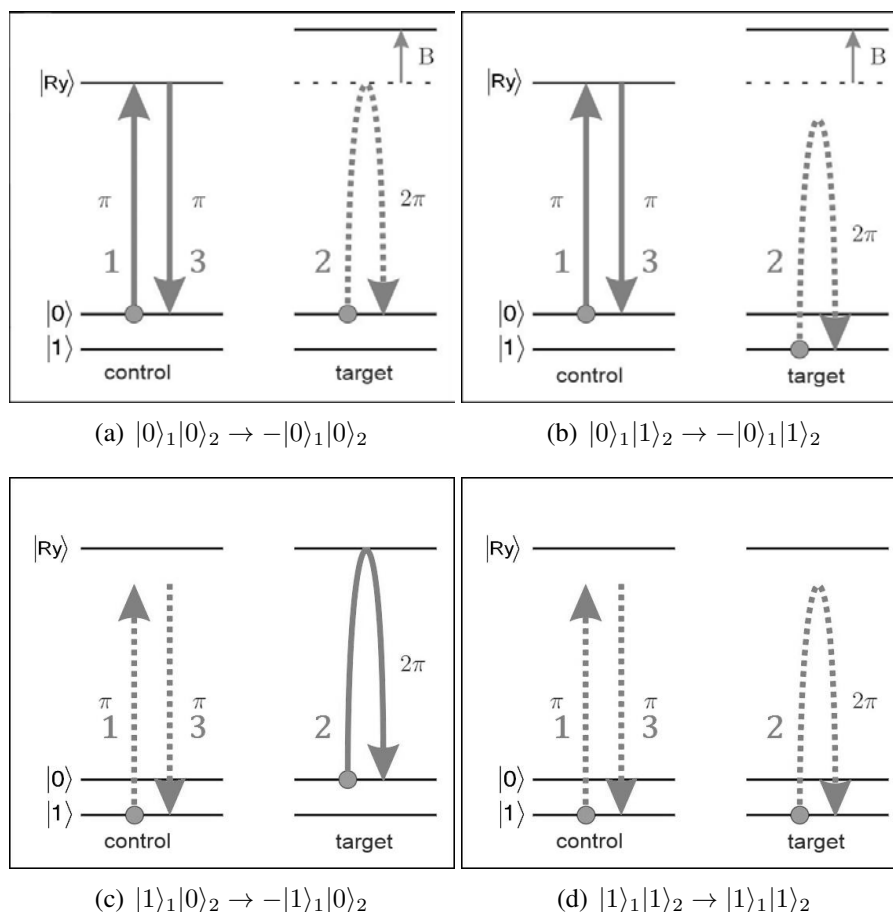 B
|Ry⟩
π π 2π
1 3 2
|0⟩
|1⟩
control target
(a) |0⟩₁|0⟩₂ → −|0⟩₁|0⟩₂
B
|Ry⟩
π π 2π
1 3 2
|0⟩
|1⟩
control target
(b) |0⟩₁|1⟩₂ → −|0⟩₁|1⟩₂
|Ry⟩
π π 2π
1 3 2
|0⟩
|1⟩
control target
(c) |1⟩₁|0⟩₂ → −|1⟩₁|0⟩₂
|Ry⟩
π π 2π
1 3 2
|0⟩
|1⟩
control target
(d) |1⟩₁|1⟩₂ → |1⟩₁|1⟩₂